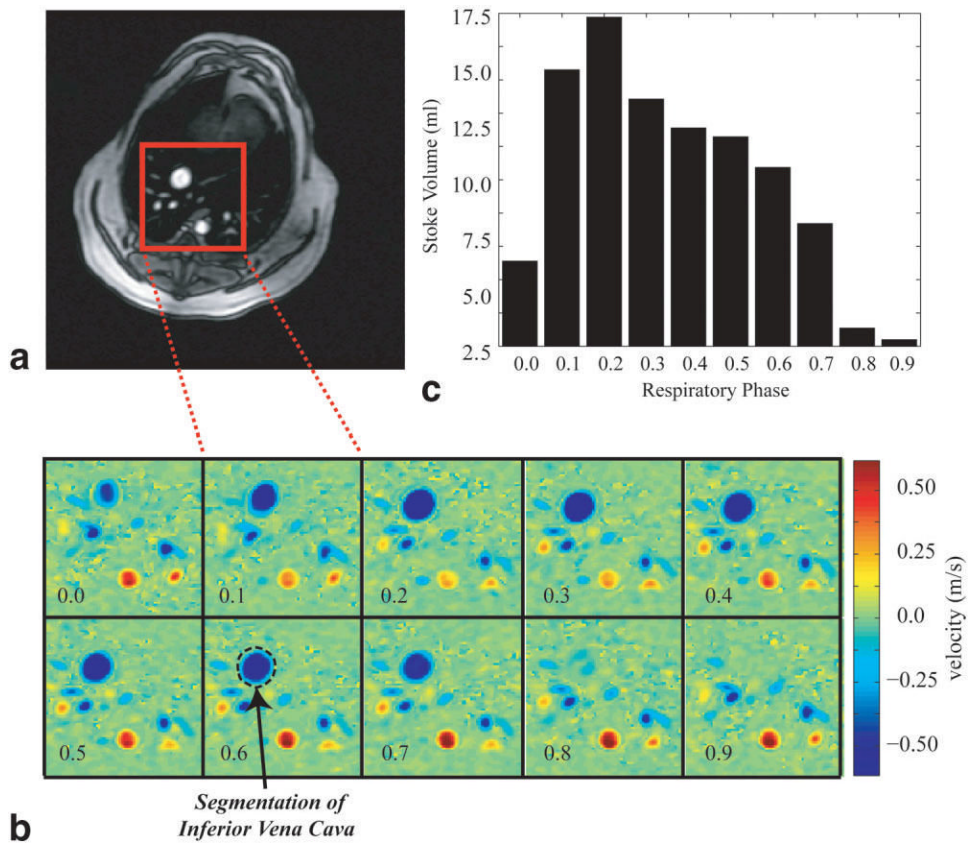 a
17.5
15.0
12.5
10.0
7.5
5.0
2.5
Stoke Volume (ml)
0.0 0.1 0.2 0.3 0.4 0.5 0.6 0.7 0.8 0.9
Respiratory Phase
c
0.0 0.1 0.2 0.3 0.4
0.5 0.6 0.7 0.8 0.9
0.50
0.25
0.0
−0.25
−0.50
velocity (m/s)
Segmentation of
Inferior Vena Cava
b